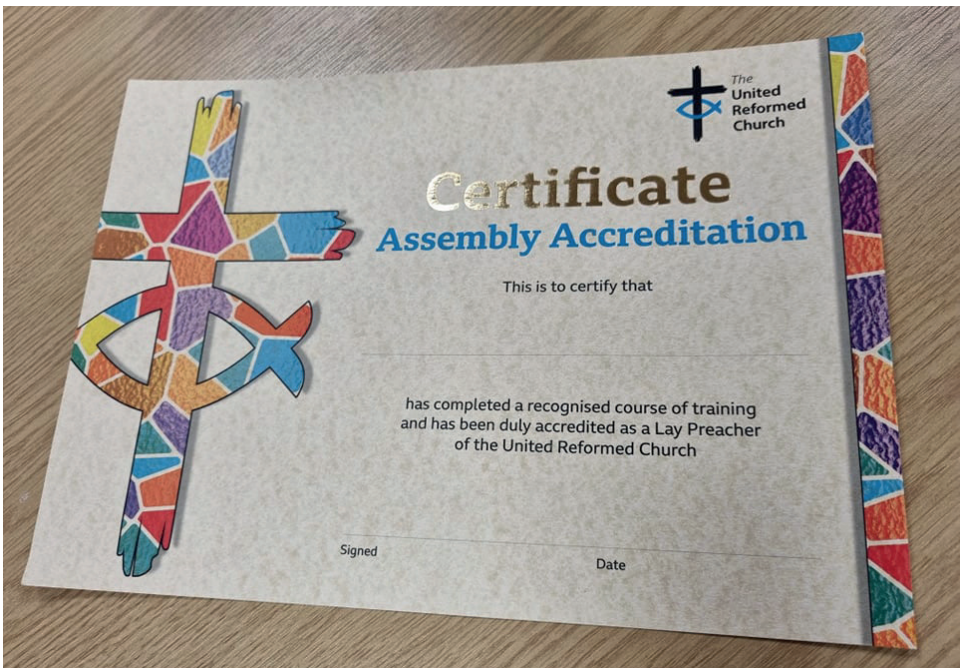 The
United
Reformed
Church
Certificate
Assembly Accreditation
This is to certify that
has completed a recognised course of training
and has been duly accredited as a Lay Preacher
of the United Reformed Church
Signed
Date